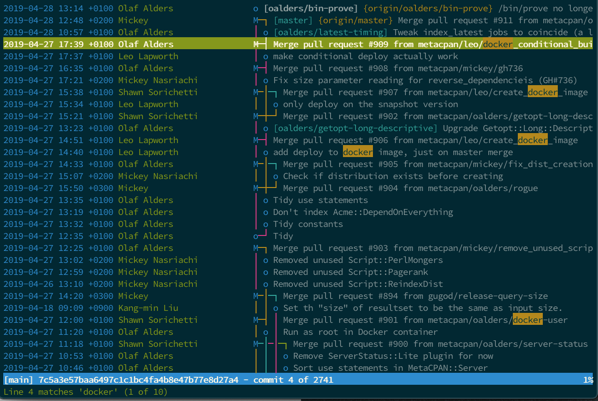 2019-04-28 13:14 +0100 Olaf Alders o [oalders/bin-prove] {origin/oalders/bin-prove} /bin/prove no longe
2019-04-28 12:48 +0200 Mickey M─┐ [master] {origin/master} Merge pull request #911 from metacpan/o
2019-04-28 10:57 +0100 Olaf Alders │ o [oalders/latest-timing] Tweak index_latest jobs to coincide (a l
2019-04-27 17:39 +0100 Olaf Alders M─┤ Merge pull request #909 from metacpan/leo/docker_conditional_bui
2019-04-27 17:37 +0100 Leo Lapworth │ o make conditional deploy actually work
2019-04-27 16:35 +0100 Olaf Alders M─┤ Merge pull request #908 from metacpan/mickey/gh736
2019-04-27 17:21 +0200 Mickey Nasriachi │ o Fix size parameter reading for reverse_dependencieis (GH#736)
2019-04-27 15:38 +0100 Shawn Sorichetti M─│─┐ Merge pull request #907 from metacpan/leo/create_docker_image
2019-04-27 15:34 +0100 Leo Lapworth │ │ o only deploy on the snapshot version
2019-04-27 15:22 +0100 Shawn Sorichetti M─┼─┘ Merge pull request #902 from metacpan/oalders/getopt-long-desc
2019-04-27 13:23 +0100 Olaf Alders │ o [oalders/getopt-long-descriptive] Upgrade Getopt::Long::Descript
2019-04-27 14:51 +0100 Leo Lapworth M─┤ Merge pull request #906 from metacpan/leo/create_docker_image
2019-04-27 14:40 +0100 Leo Lapworth │ o add deploy to docker image, just on master merge
2019-04-27 14:33 +0100 Olaf Alders M─│─┐ Merge pull request #905 from metacpan/mickey/fix_dist_creation
2019-04-27 15:07 +0200 Mickey Nasriachi │ │ o Check if distribution exists before creating
2019-04-27 15:50 +0300 Mickey M─┼─┘ Merge pull request #904 from metacpan/oalders/rogue
2019-04-27 13:35 +0100 Olaf Alders │ o Tidy use statements
2019-04-27 13:19 +0100 Olaf Alders │ o Don't index Acme::DependOnEverything
2019-04-27 13:32 +0100 Olaf Alders │ o Tidy constants
2019-04-27 12:35 +0100 Olaf Alders o─┘ Tidy
2019-04-27 12:25 +0100 Olaf Alders M─┐ Merge pull request #903 from metacpan/mickey/remove_unused_scrip
2019-04-27 13:02 +0200 Mickey Nasriachi │ o Removed unused Script::PerlMongers
2019-04-27 12:59 +0200 Mickey Nasriachi │ o Removed unused Script::Pagerank
2019-04-26 13:10 +0200 Mickey Nasriachi │ o Removed unused Script::ReindexDist
2019-04-27 14:20 +0300 Mickey M─│─┐ Merge pull request #894 from gugod/release-query-size
2019-04-18 09:09 +0900 Kang-min Liu │ │ o Set th "size" of resultset to be the same as input size.
2019-04-27 12:00 +0100 Shawn Sorichetti M─│─│─┐ Merge pull request #901 from metacpan/oalders/docker-user
2019-04-27 11:20 +0100 Olaf Alders │ o │ │ Run as root in Docker container
2019-04-27 11:18 +0100 Shawn Sorichetti M─│─│─┐ Merge pull request #900 from metacpan/oalders/server-status
2019-04-27 10:53 +0100 Olaf Alders │ │ │ o Remove ServerStatus::Lite plugin for now
2019-04-27 10:46 +0100 Olaf Alders │ │ │ o Sort use statements in MetaCPAN::Server
[main] 7c5a3e57baa6497c1c1bc4fa4b8e47b77e8d27a4 - commit 4 of 2741 1%
Line 4 matches 'docker' (1 of 10)